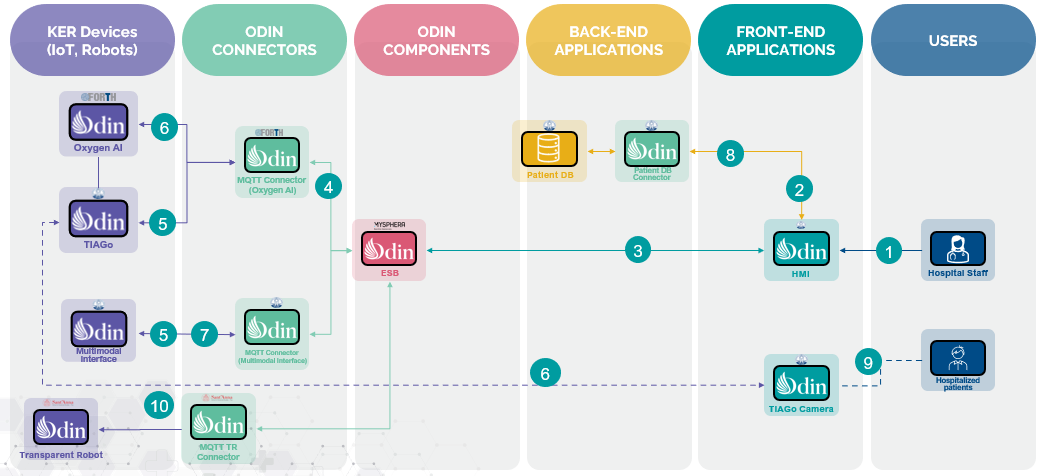 KER Devices
(IoT, Robots)
ODIN
CONNECTORS
ODIN
COMPONENTS
BACK-END
APPLICATIONS
FRONT-END
APPLICATIONS
USERS
FORTH
Odin
Oxygen AI
6
FORTH
Odin
MQTT Connector
(Oxygen AI)
4
Patient DB
Odin
Patient DB
Connector
8
2
Odin
TIAGo
5
MYSPHERA
Odin
ESB
3
Odin
HMI
1
Hospital Staff
Odin
Multimodal
Interface
5
7
Odin
MQTT Connector
(Multimodal Interface)
6
Odin
TIAGo Camera
9
Hospitalized
patients
Odin
Transparent Robot
10
Odin
MQTT TR
Connector